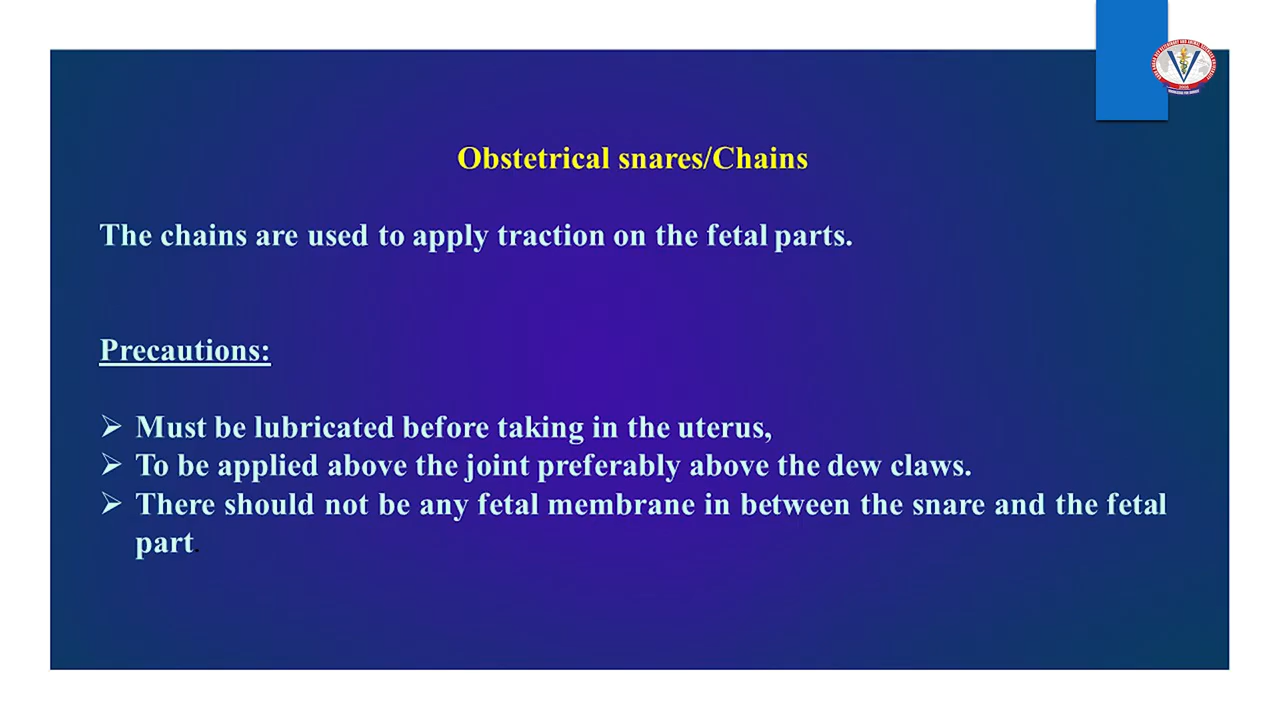 Obstetrical snares/Chains
The chains are used to apply traction on the fetal parts.
Precautions:
➢ Must be lubricated before taking in the uterus,
➢ To be applied above the joint preferably above the dew claws.
➢ There should not be any fetal membrane in between the snare and the fetal
part.